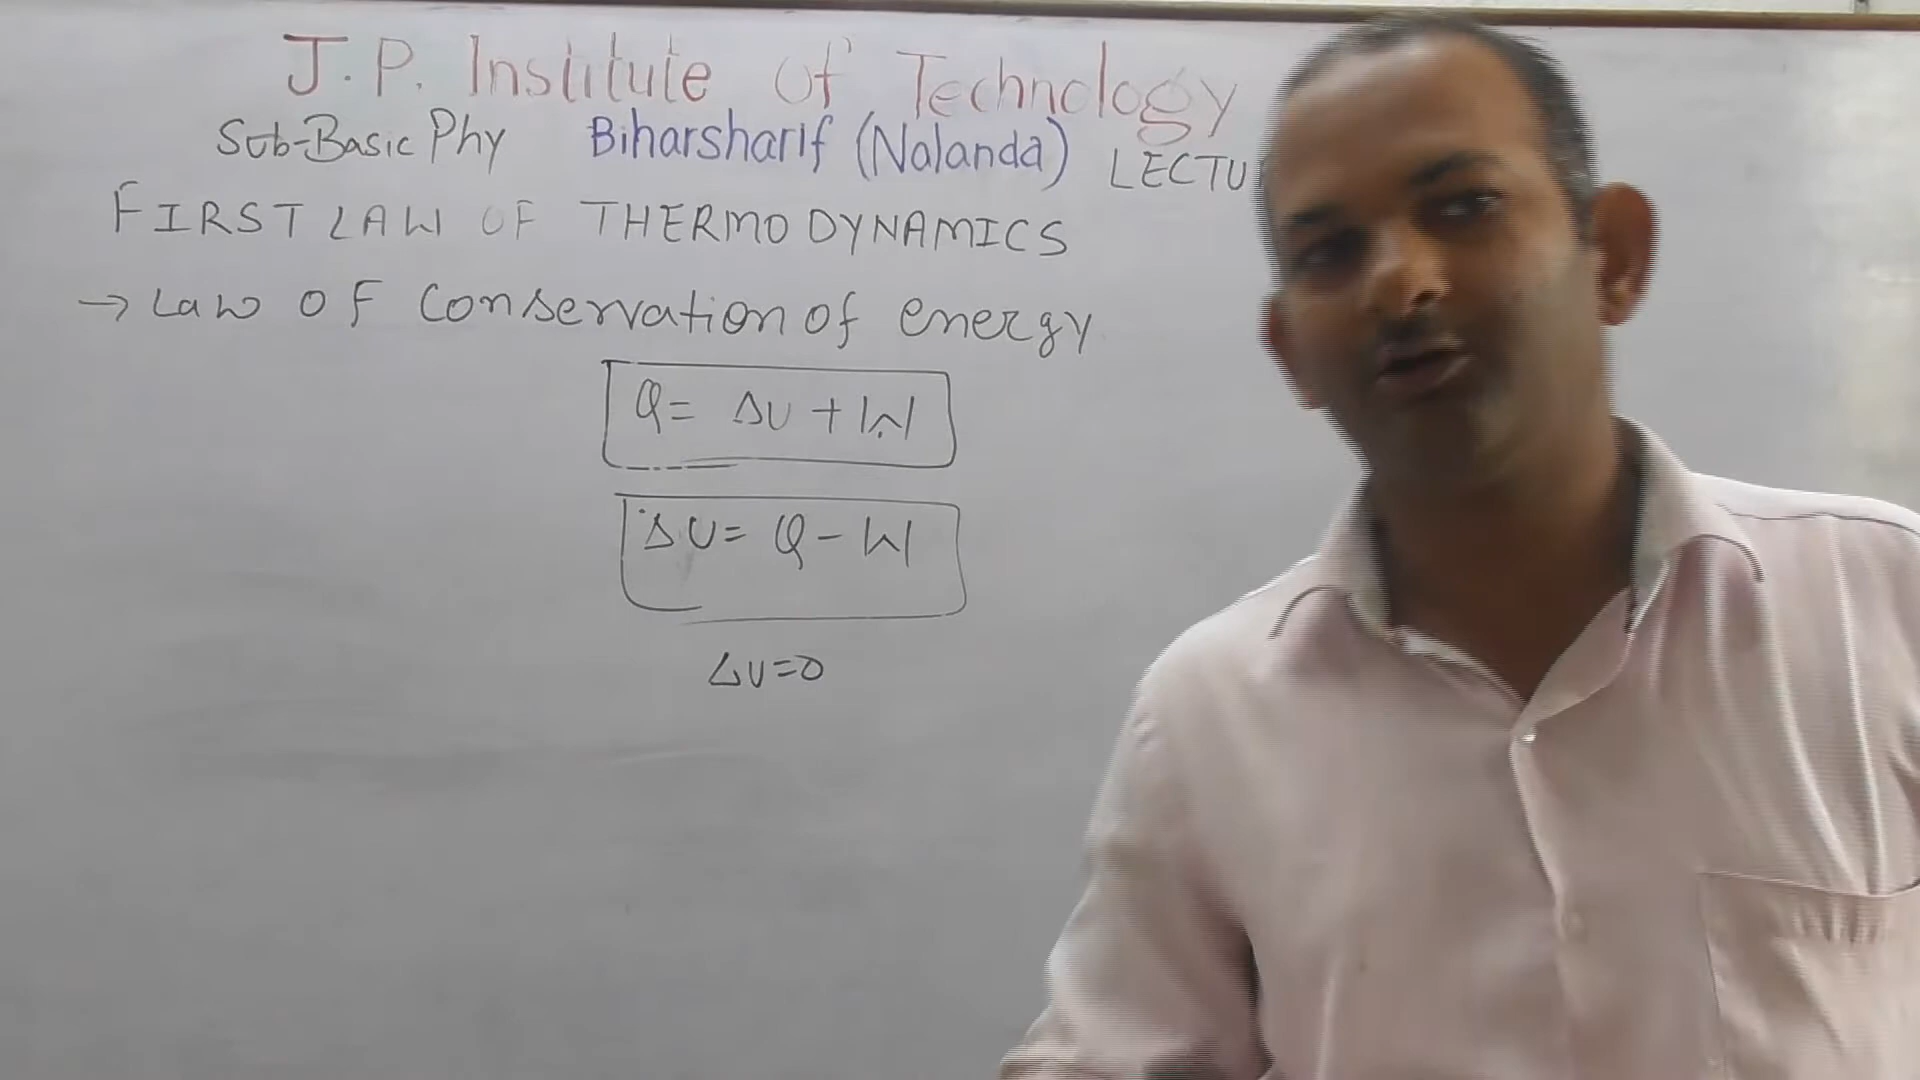 J.P. Institute of Technology
Sub-Basic Phy Biharsharif (Nalanda) LECTU
FIRST LAW OF THERMODYNAMICS
→ Law OF Conservation of energy
Q = ΔU + W
ΔU = Q - W
ΔU=0